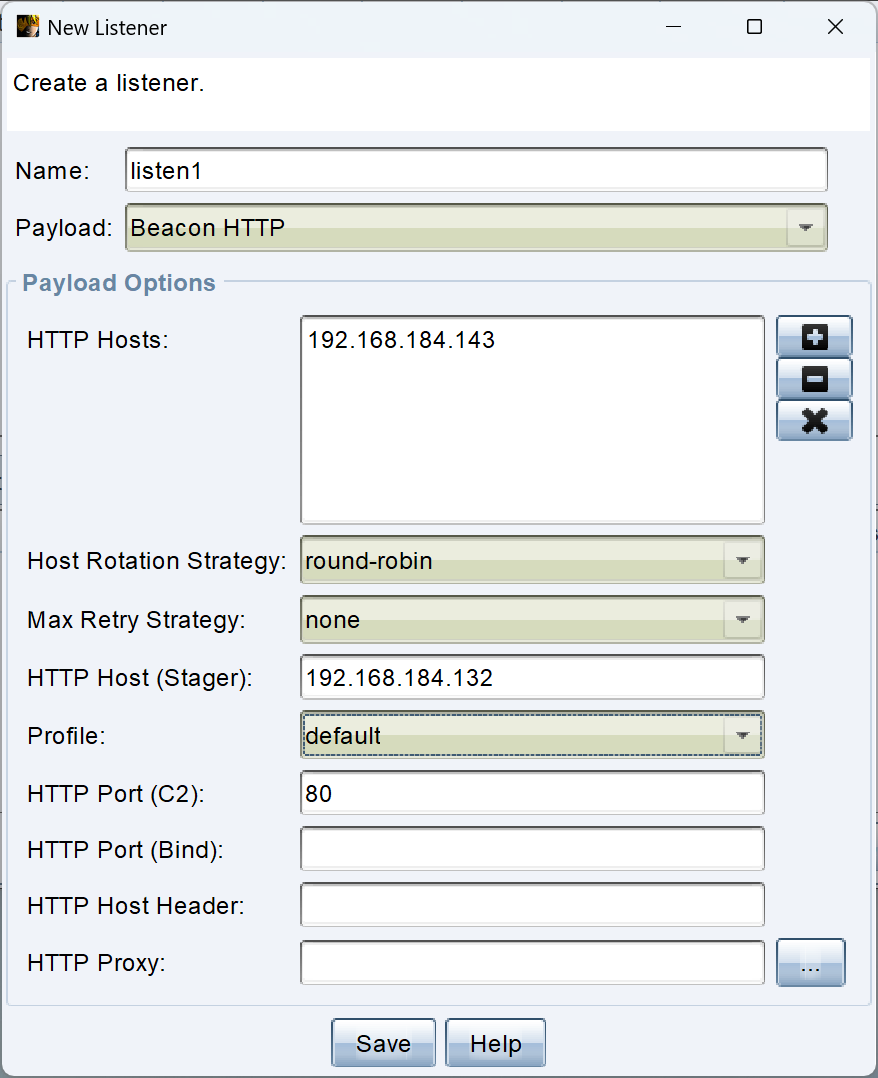 New Listener
Create a listener.
Name: listen1
Payload: Beacon HTTP
Payload Options
HTTP Hosts: 192.168.184.143
Host Rotation Strategy: round-robin
Max Retry Strategy: none
HTTP Host (Stager): 192.168.184.132
Profile: default
HTTP Port (C2): 80
HTTP Port (Bind):
HTTP Host Header:
HTTP Proxy: ...
Save Help